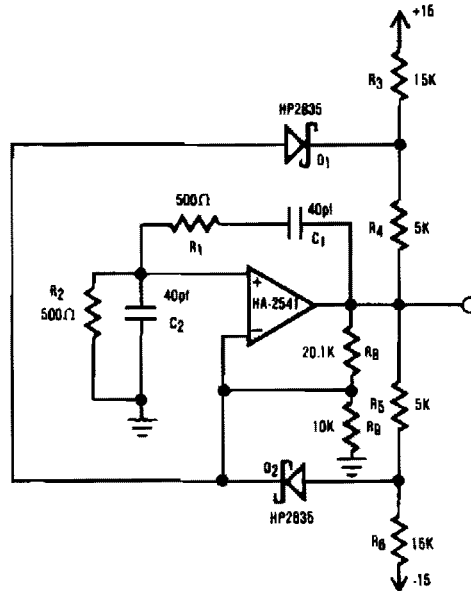 +15
R3 15K
HP2835
D1
500Ω
R1
40pf
C1
R4 5K
R2
500Ω
40pf
C2
+
HA-2541
−
20.1K R8
R5 5K
10K R9
D2
HP2835
R6 15K
-15